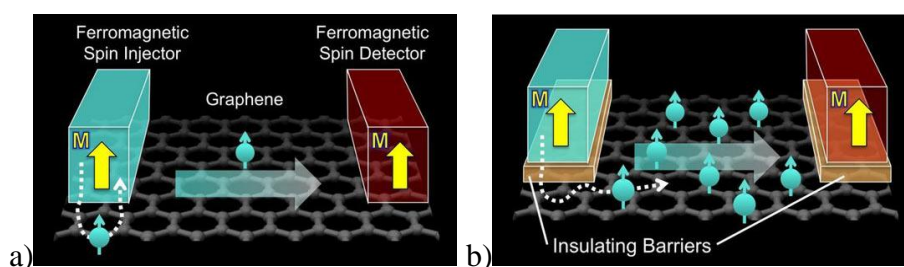 Ferromagnetic
Spin Injector
Ferromagnetic
Spin Detector
Graphene
M
M
a)
M
M
Insulating Barriers
b)